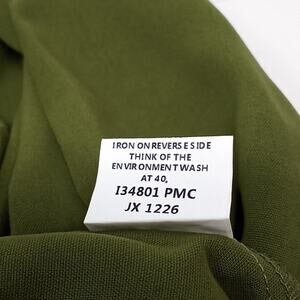 IRON ON REVERSE SIDE
THINK OF THE
ENVIRONMENT WASH
AT 40.
I34801 PMC
JX 1226